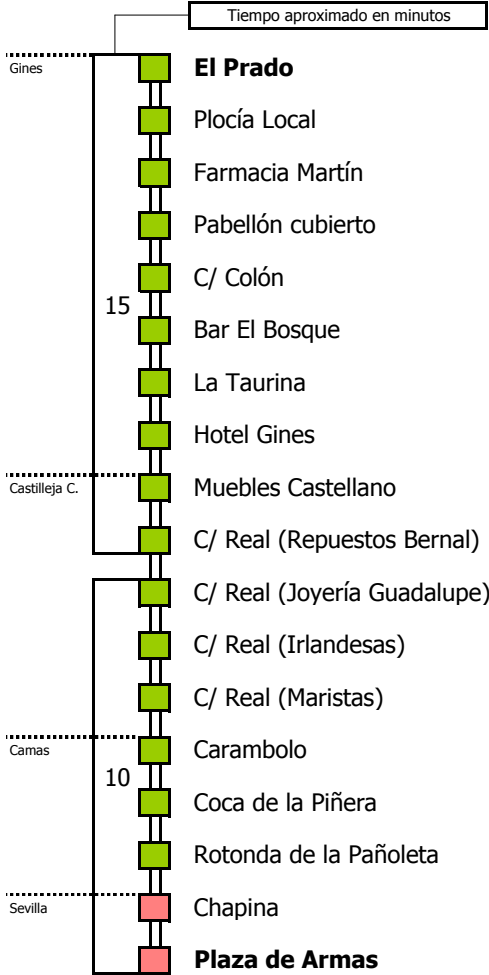 Tiempo aproximado en minutos
Gines
El Prado
Plocía Local
Farmacia Martín
Pabellón cubierto
C/ Colón
15
Bar El Bosque
La Taurina
Hotel Gines
Castilleja C.
Muebles Castellano
C/ Real (Repuestos Bernal)
C/ Real (Joyería Guadalupe)
C/ Real (Irlandesas)
C/ Real (Maristas)
Camas
Carambolo
10
Coca de la Piñera
Rotonda de la Pañoleta
Sevilla
Chapina
Plaza de Armas